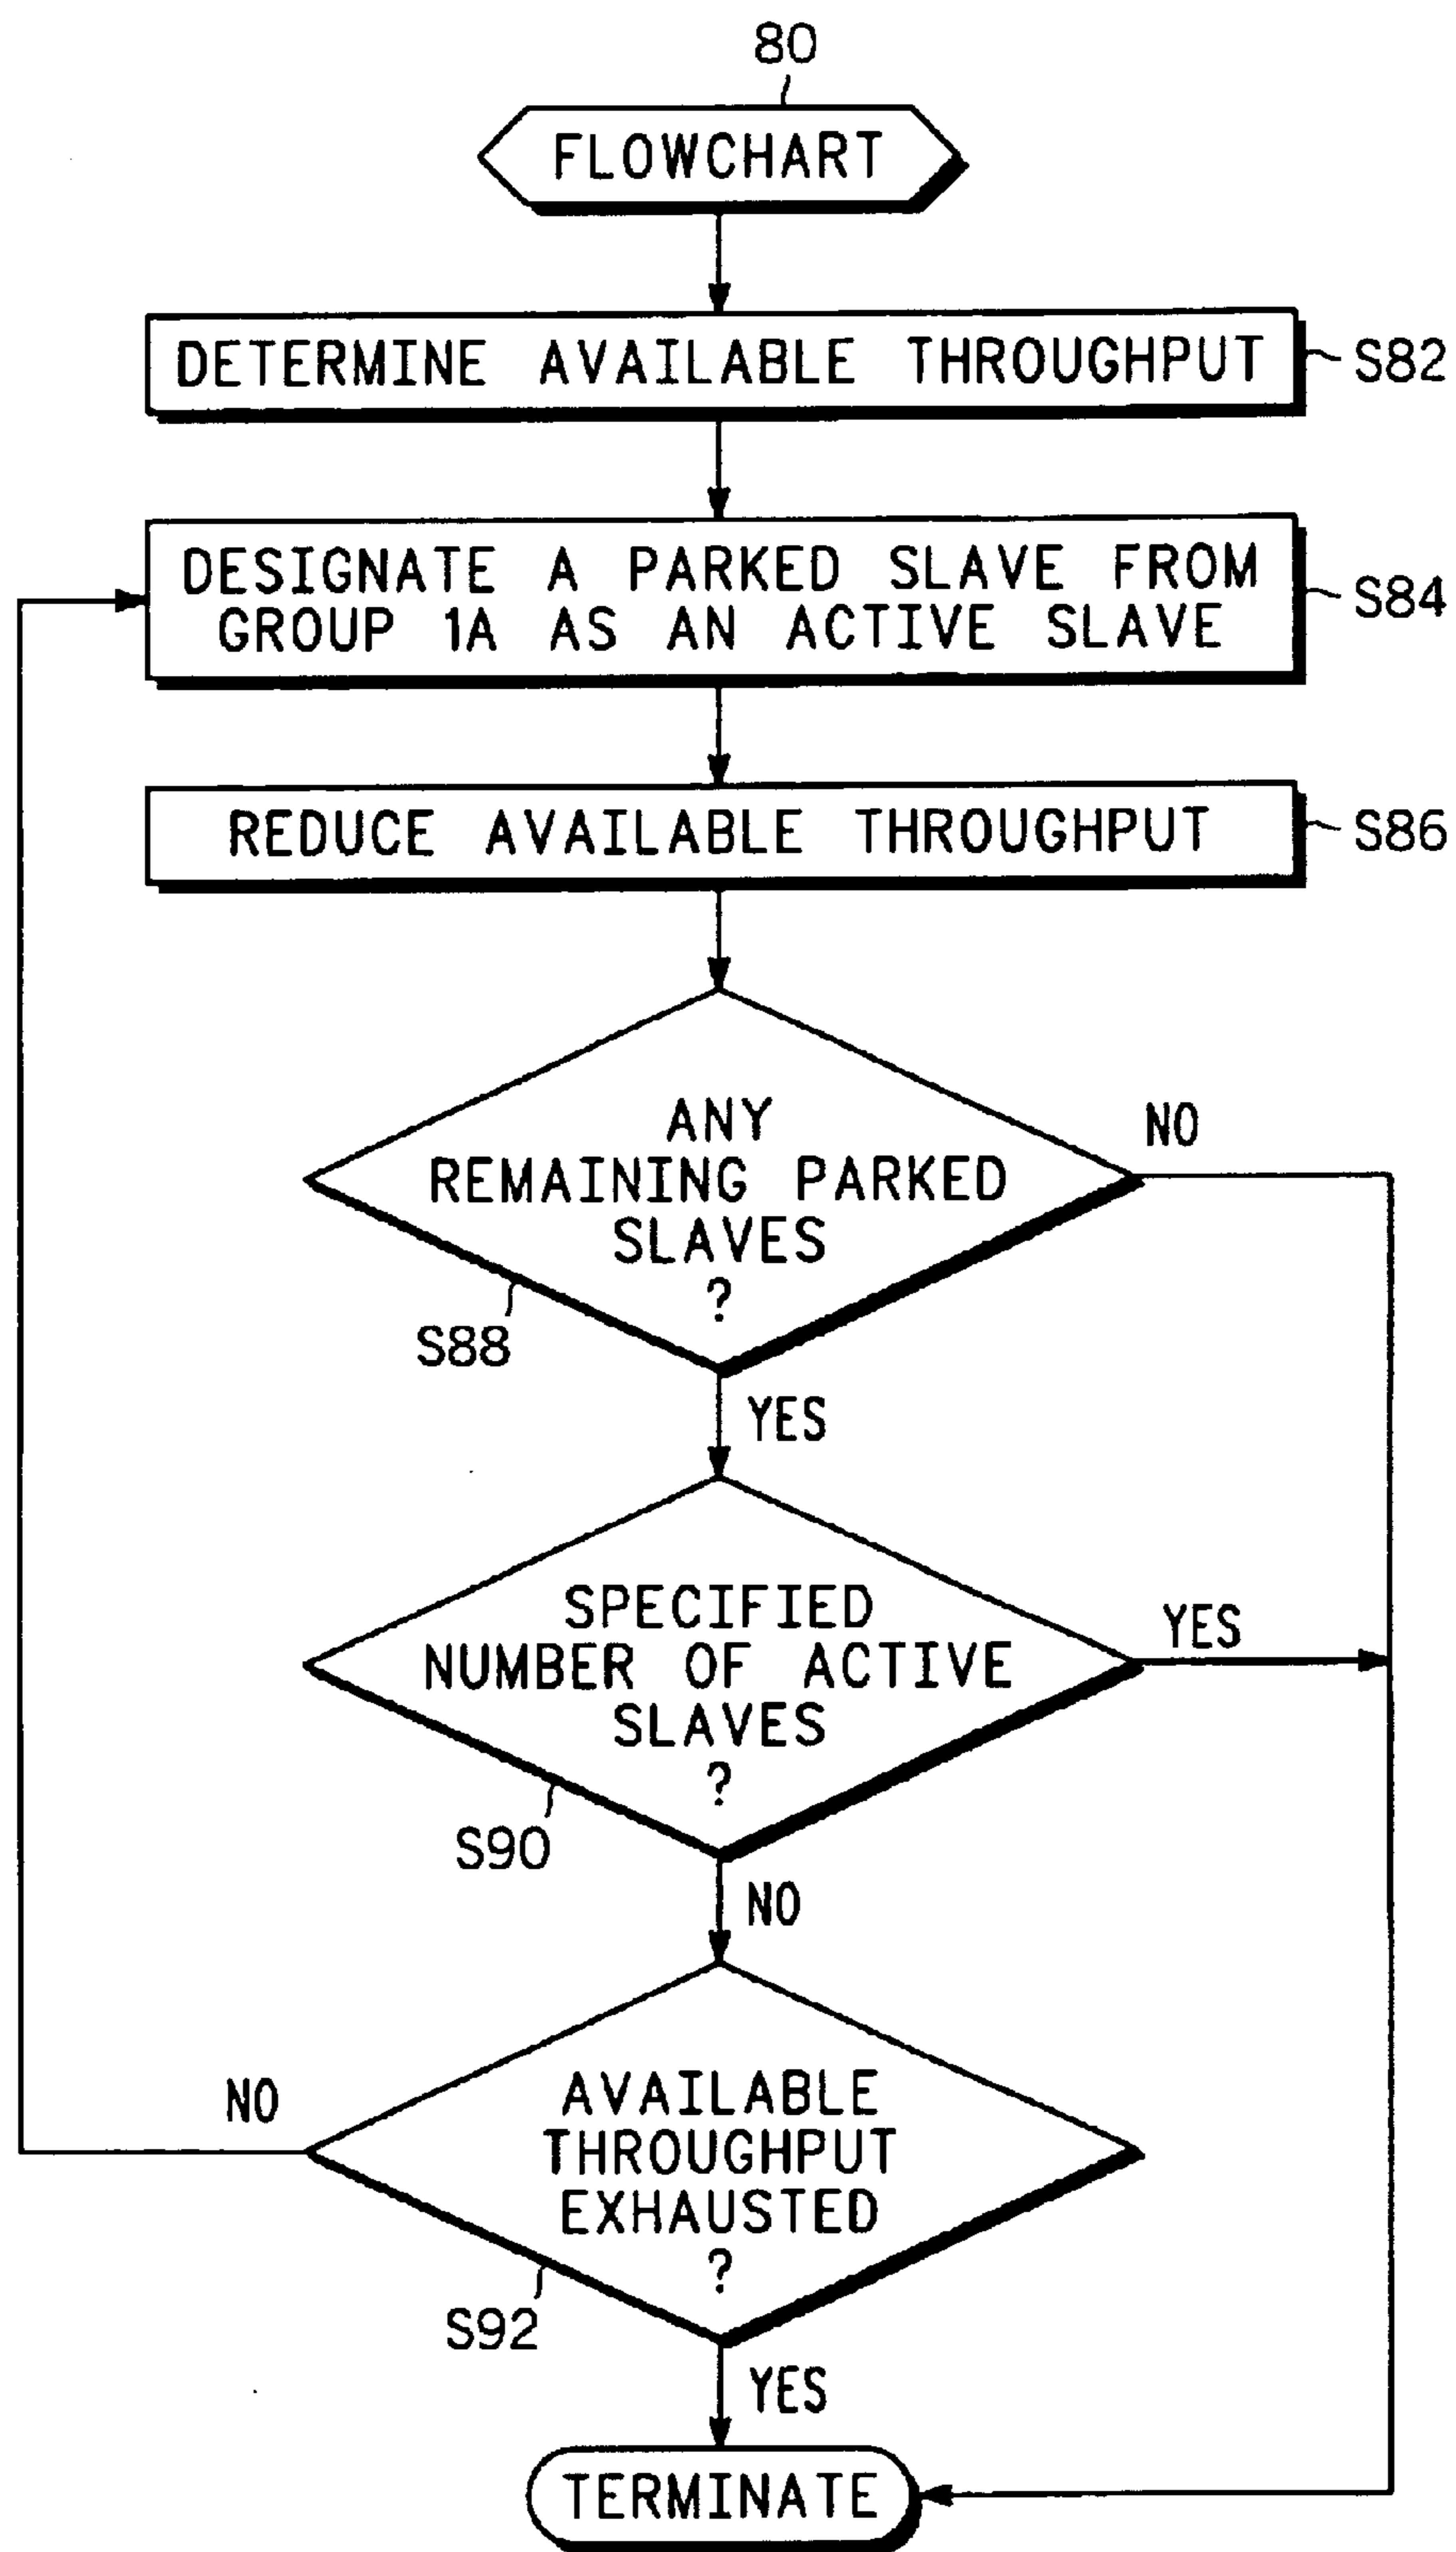 80
FLOWCHART
DETERMINE AVAILABLE THROUGHPUT
S82
DESIGNATE A PARKED SLAVE FROM
GROUP 1A AS AN ACTIVE SLAVE
S84
REDUCE AVAILABLE THROUGHPUT
S86
ANY
REMAINING PARKED
SLAVES
?
NO
S88
YES
SPECIFIED
NUMBER OF ACTIVE
SLAVES
?
YES
S90
NO
AVAILABLE
THROUGHPUT
EXHAUSTED
?
NO
S92
YES
TERMINATE